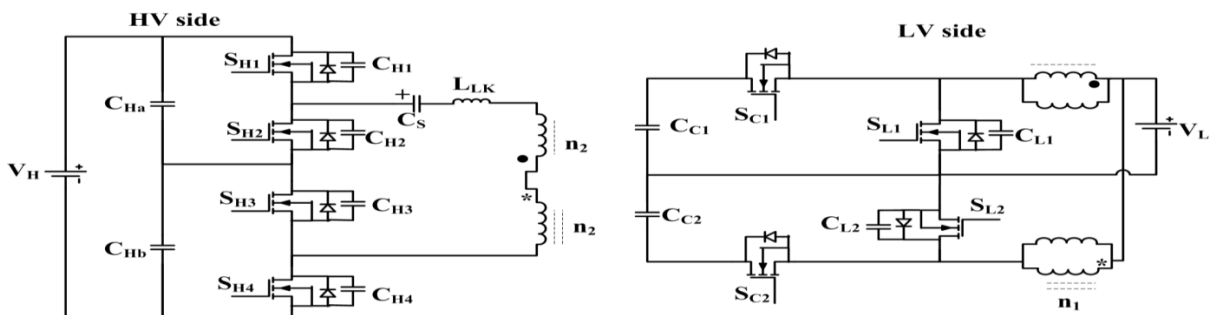 HV side
LV side
S_H1
C_H1
L_LK
C_Ha
+
C_S
S_H2
C_H2
n_2
V_H
+
-
S_H3
C_H3
*
n_2
C_Hb
S_H4
C_H4
S_C1
C_C1
S_L1
C_L1
V_L
+
-
C_C2
C_L2
S_L2
S_C2
*
n_1